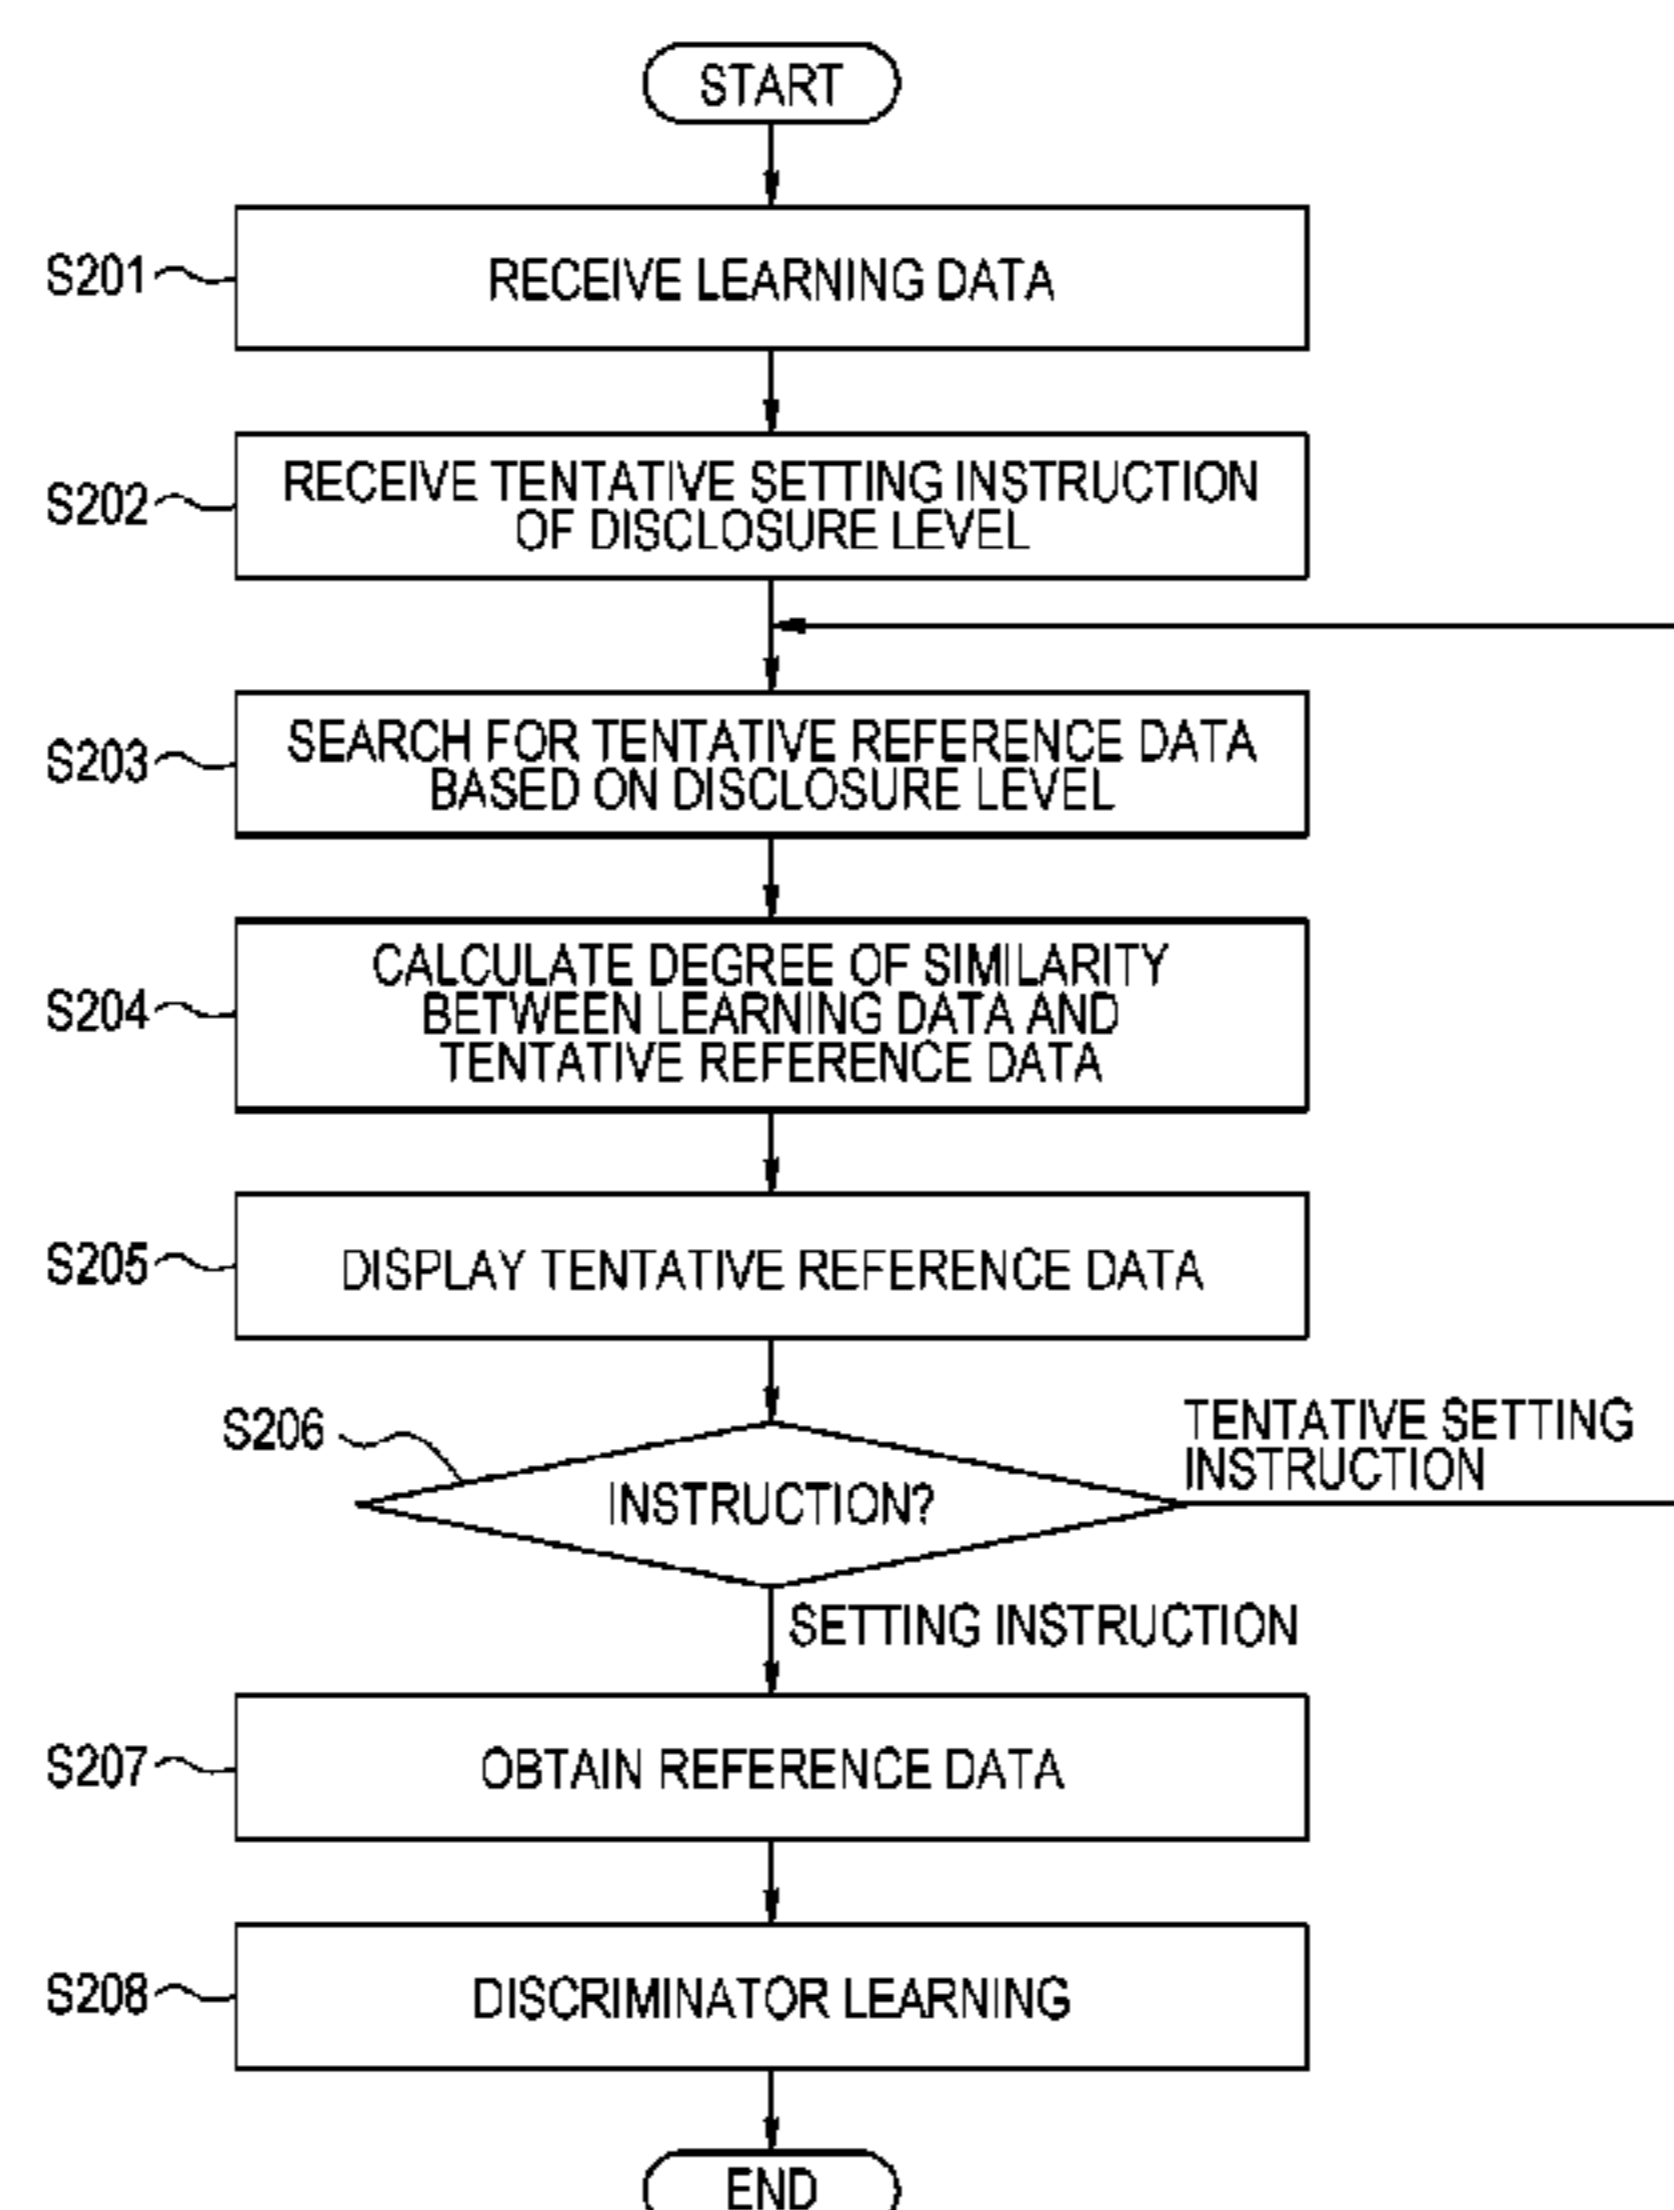 START
S201
RECEIVE LEARNING DATA
S202
RECEIVE TENTATIVE SETTING INSTRUCTION
OF DISCLOSURE LEVEL
S203
SEARCH FOR TENTATIVE REFERENCE DATA
BASED ON DISCLOSURE LEVEL
S204
CALCULATE DEGREE OF SIMILARITY
BETWEEN LEARNING DATA AND
TENTATIVE REFERENCE DATA
S205
DISPLAY TENTATIVE REFERENCE DATA
S206
INSTRUCTION?
TENTATIVE SETTING
INSTRUCTION
SETTING INSTRUCTION
S207
OBTAIN REFERENCE DATA
S208
DISCRIMINATOR LEARNING
END